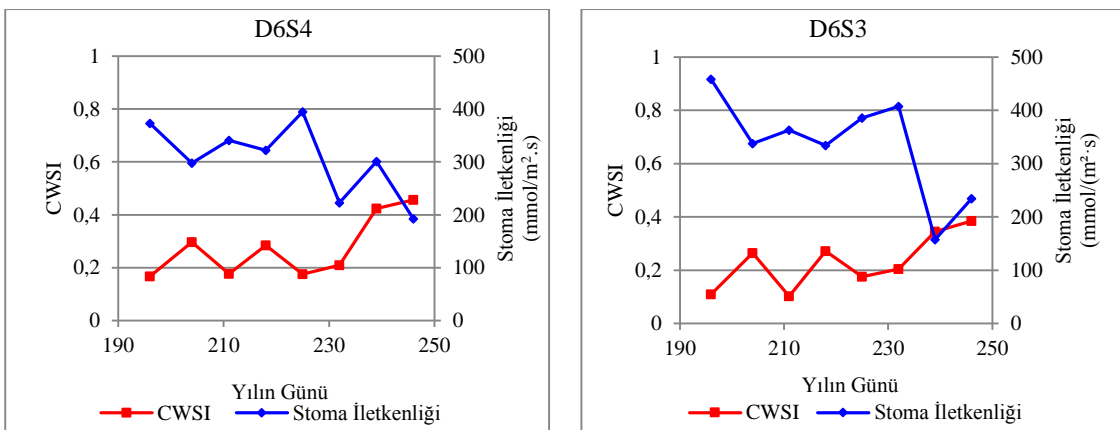 D6S4
1
0,8
0,6
0,4
0,2
0
CWSI
500
400
300
200
100
0
Stoma İletkenliği
(mmol/m².s)
190 210 230 250
Yılın Günü
CWSI Stoma İletkenliği
D6S3
1
0,8
0,6
0,4
0,2
0
CWSI
500
400
300
200
100
0
Stoma İletkenliği
(mmol/(m²·s)
190 210 230 250
Yılın Günü
CWSI Stoma İletkenliği